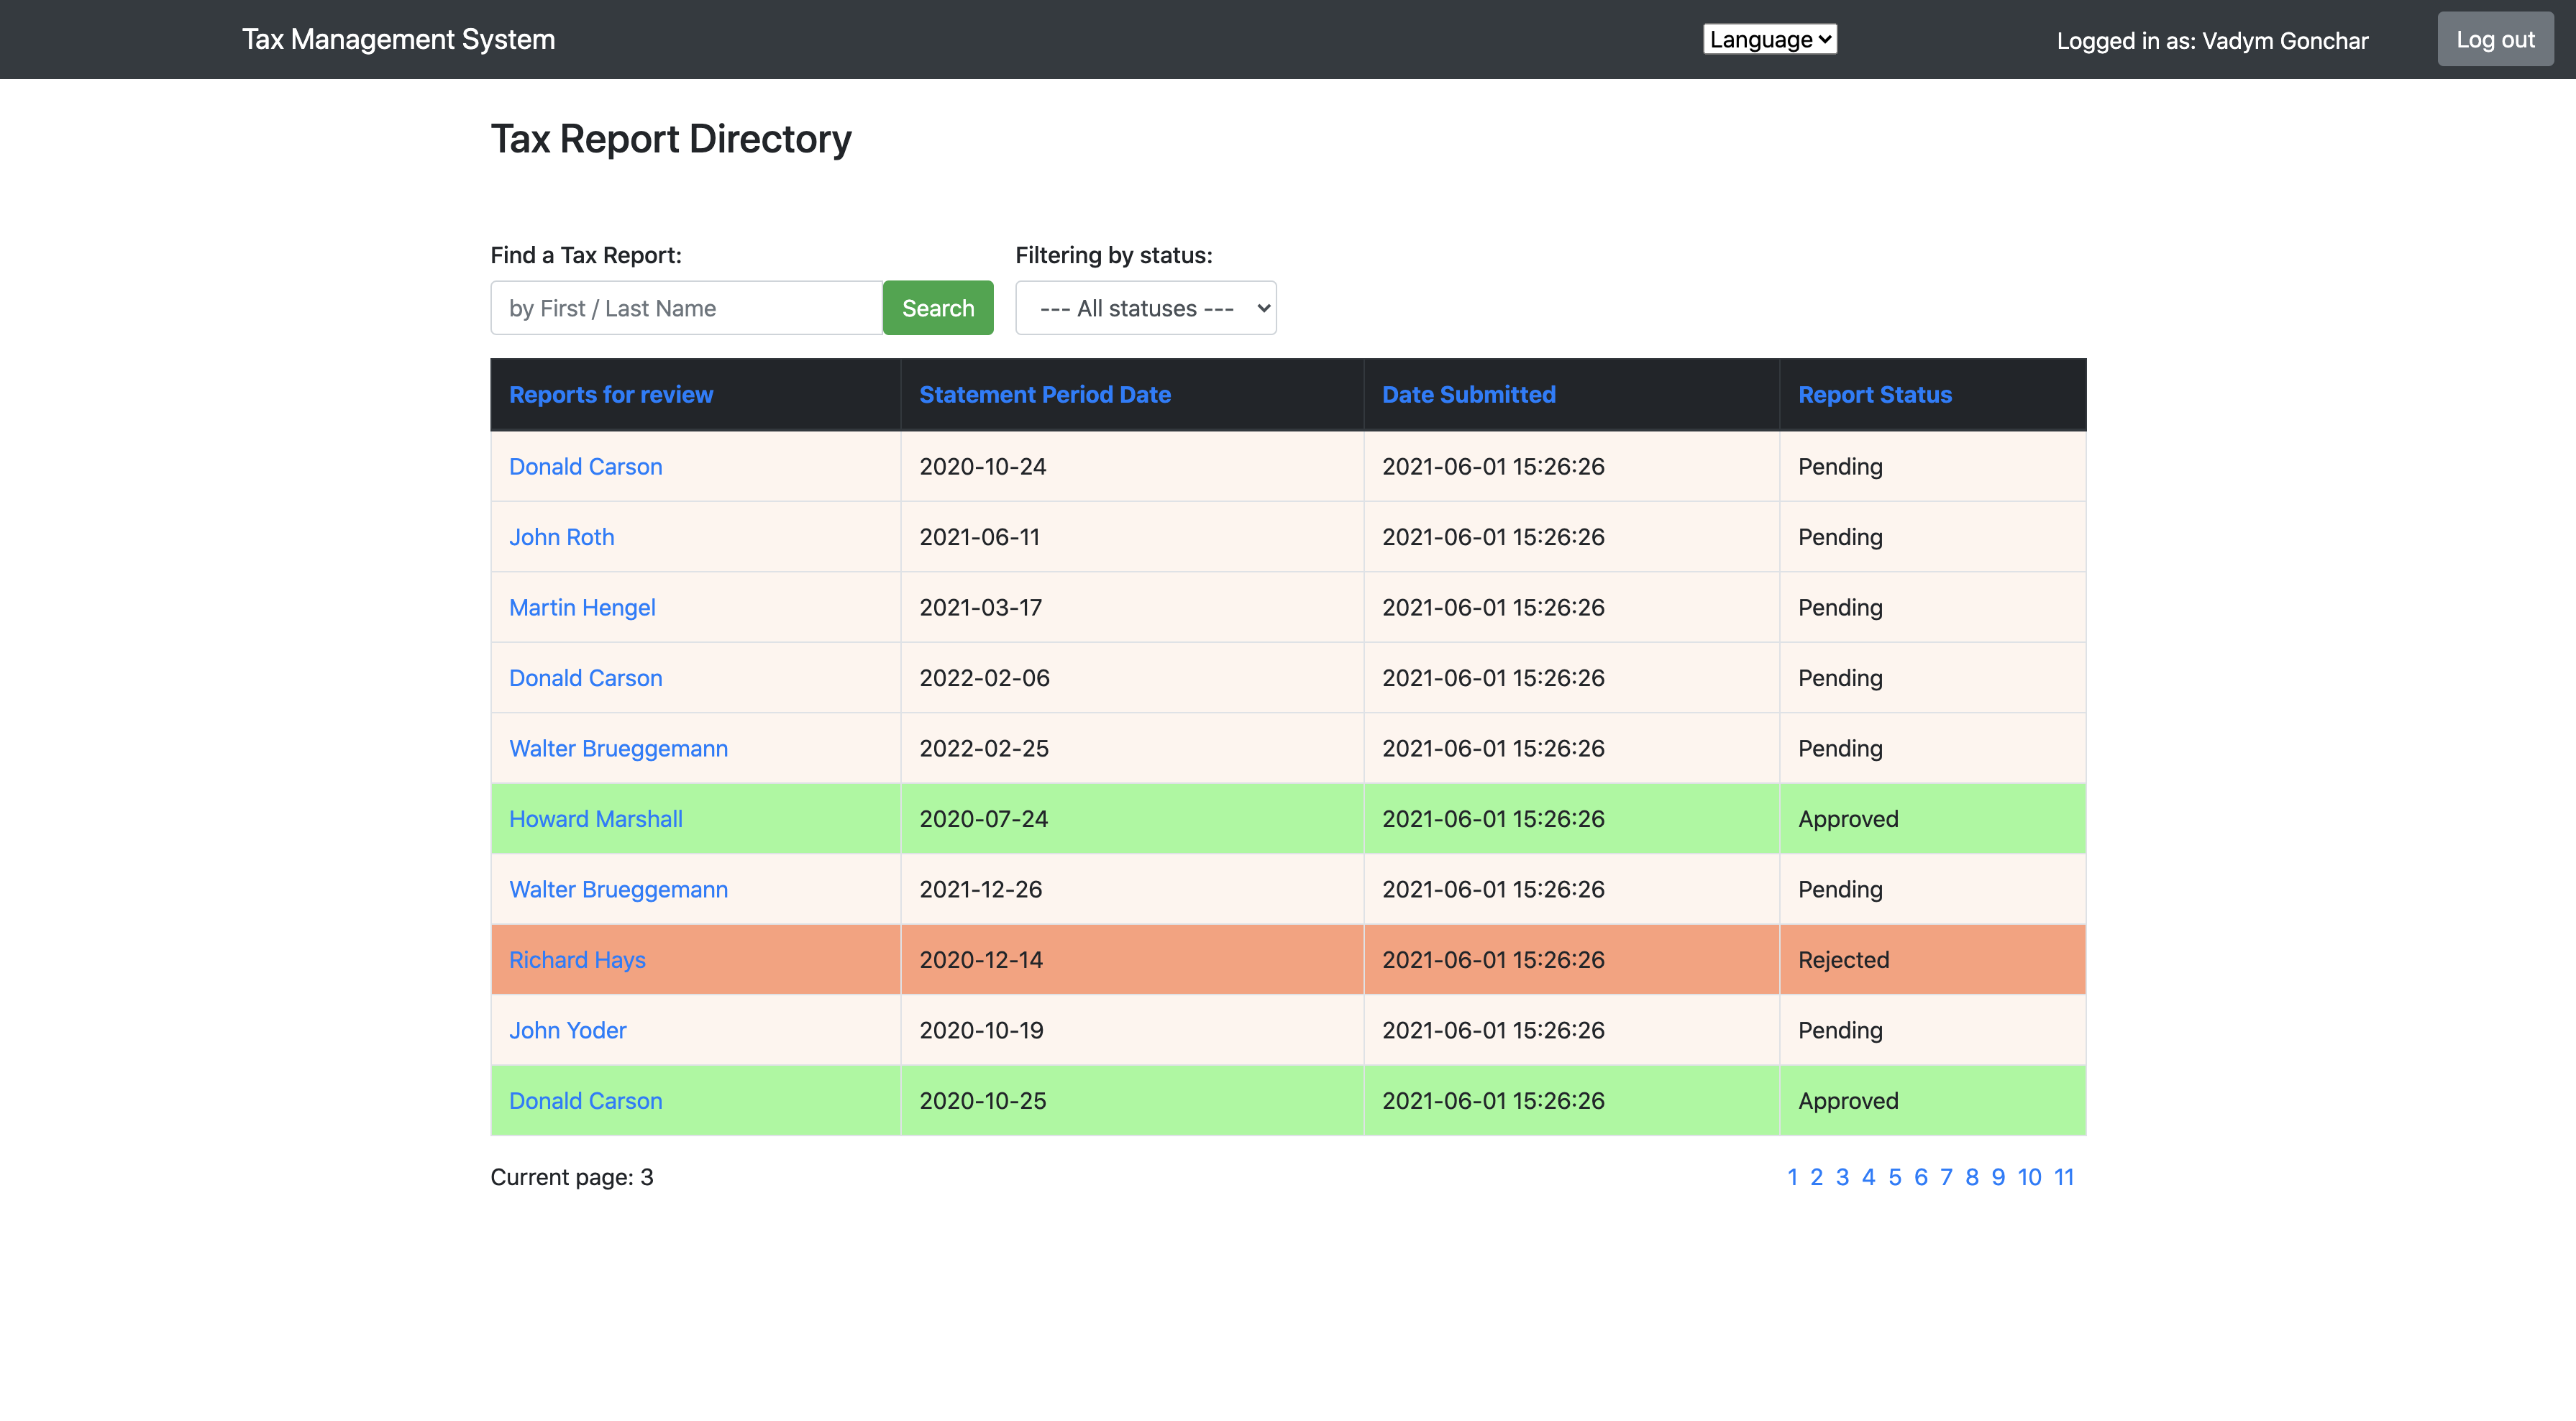 Tax Management System Language Logged in as: Vadym Gonchar Log out
Tax Report Directory
Find a Tax Report: Filtering by status:
by First / Last Name Search --- All statuses ---
Reports for review Statement Period Date Date Submitted Report Status
Donald Carson 2020-10-24 2021-06-01 15:26:26 Pending
John Roth 2021-06-11 2021-06-01 15:26:26 Pending
Martin Hengel 2021-03-17 2021-06-01 15:26:26 Pending
Donald Carson 2022-02-06 2021-06-01 15:26:26 Pending
Walter Brueggemann 2022-02-25 2021-06-01 15:26:26 Pending
Howard Marshall 2020-07-24 2021-06-01 15:26:26 Approved
Walter Brueggemann 2021-12-26 2021-06-01 15:26:26 Pending
Richard Hays 2020-12-14 2021-06-01 15:26:26 Rejected
John Yoder 2020-10-19 2021-06-01 15:26:26 Pending
Donald Carson 2020-10-25 2021-06-01 15:26:26 Approved
Current page: 3 1 2 3 4 5 6 7 8 9 10 11